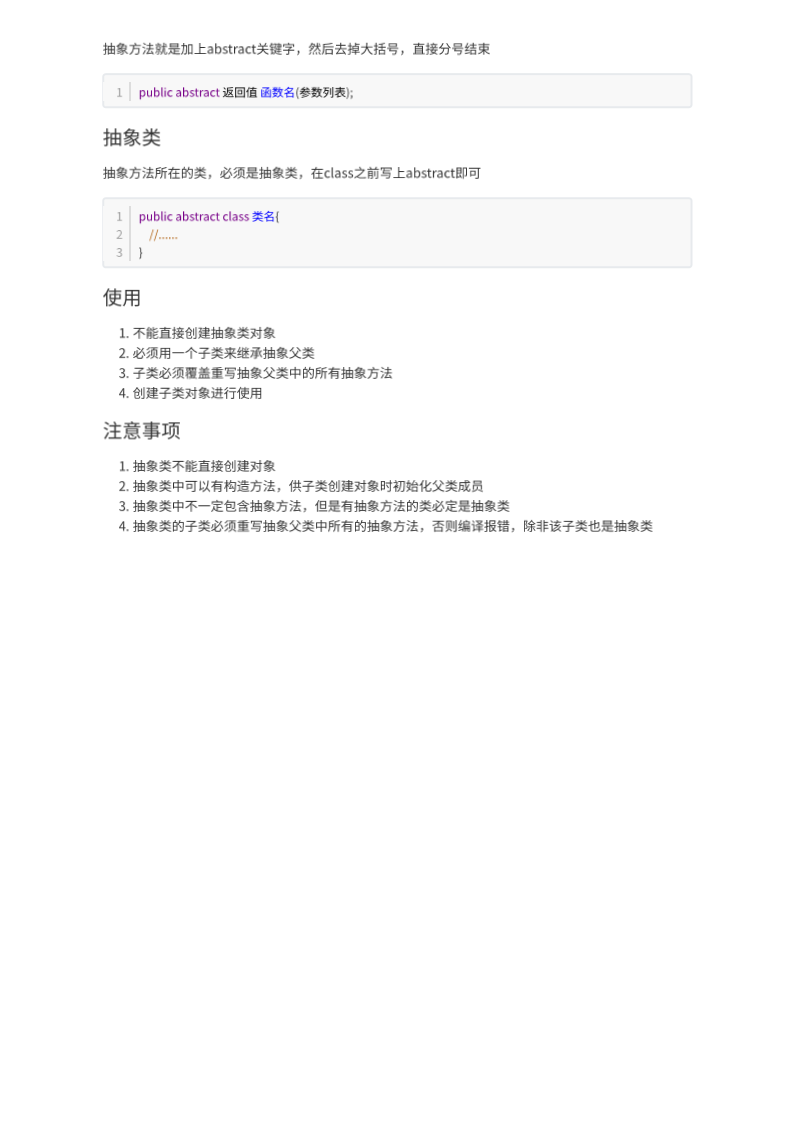 抽象方法就是加上abstract关键字，然后去掉大括号，直接分号结束
1 public abstract 返回值 函数名(参数列表);
抽象类
抽象方法所在的类，必须是抽象类，在class之前写上abstract即可
1 public abstract class 类名{
2 //......
3 }
使用
1. 不能直接创建抽象类对象
2. 必须用一个子类来继承抽象父类
3. 子类必须覆盖重写抽象父类中的所有抽象方法
4. 创建子类对象进行使用
注意事项
1. 抽象类不能直接创建对象
2. 抽象类中可以有构造方法，供子类创建对象时初始化父类成员
3. 抽象类中不一定包含抽象方法，但是有抽象方法的类必定是抽象类
4. 抽象类的子类必须重写抽象父类中所有的抽象方法，否则编译报错，除非该子类也是抽象类